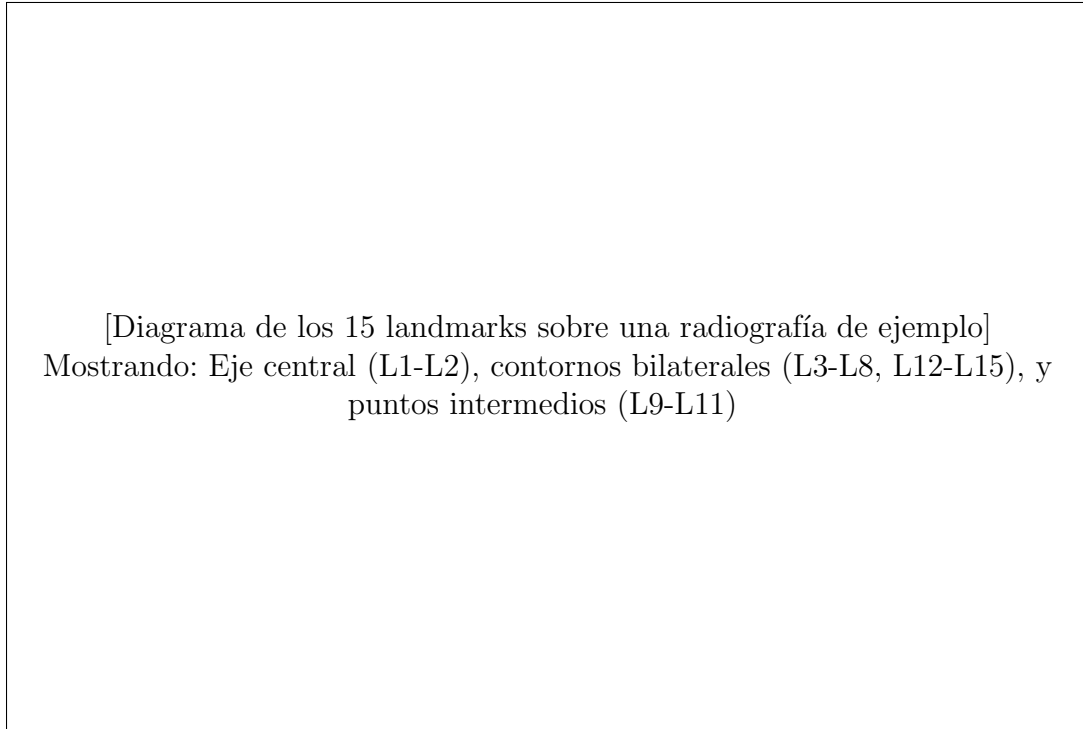 [Diagrama de los 15 landmarks sobre una radiografía de ejemplo]
Mostrando: Eje central (L1-L2), contornos bilaterales (L3-L8, L12-L15), y
puntos intermedios (L9-L11)